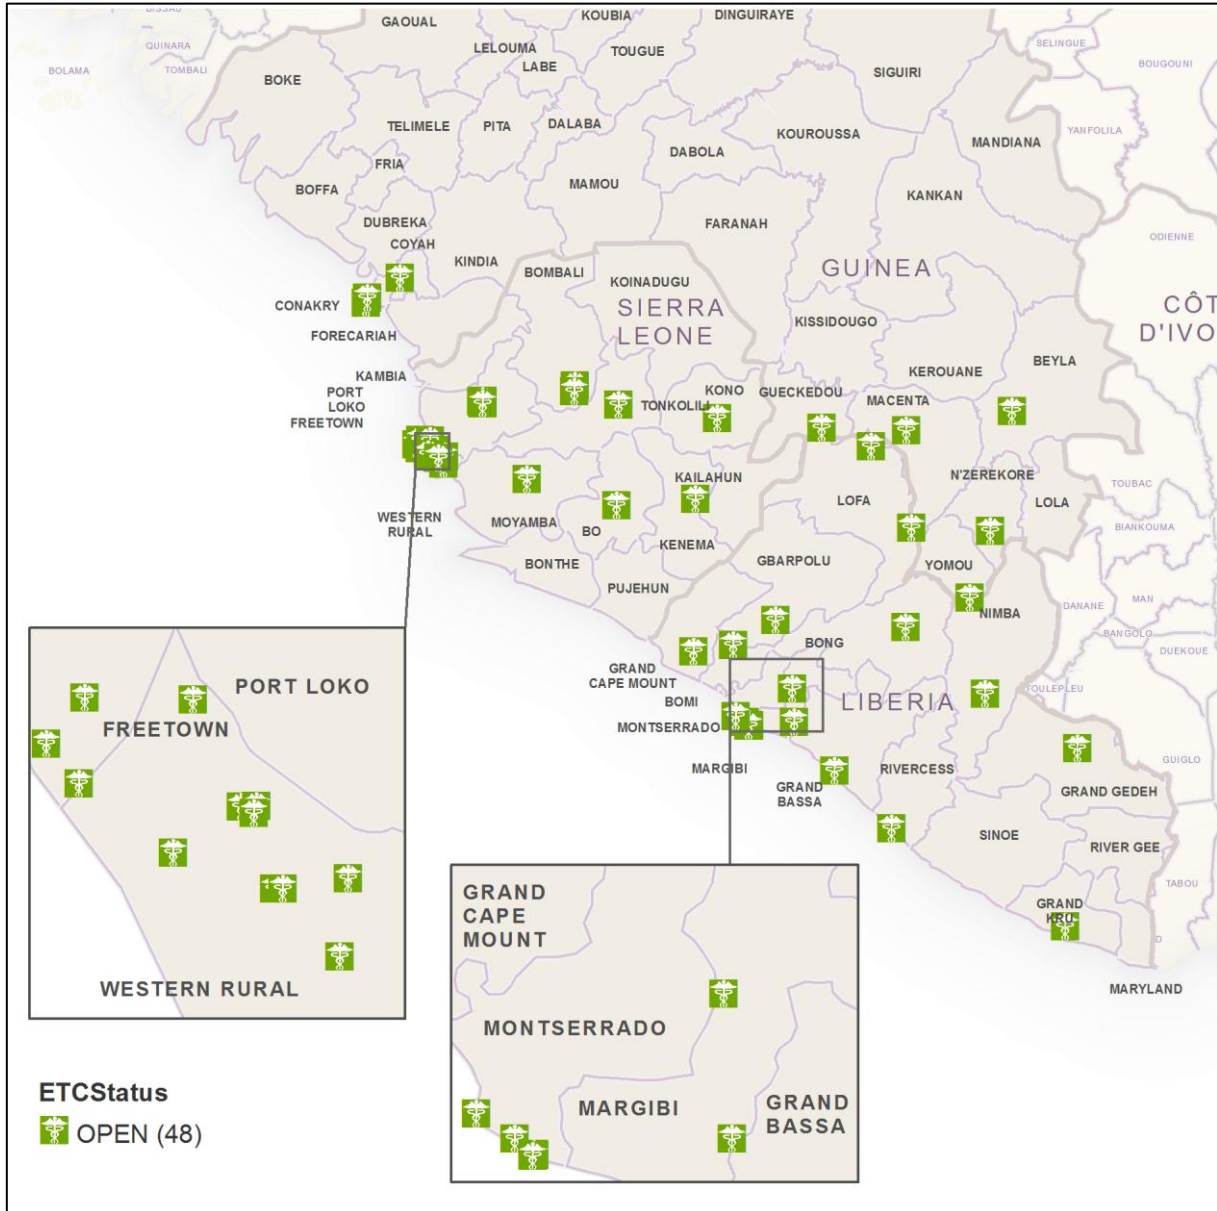 BISSAU
GAOUAL
KOUBIA
DINGUIRAYE
QUINARA
LELOUMA
TOUGUE
SELINGUE
BOLAMA
TOMBALI
LABE
BOKE
SIGUIRI
BOUGOUNI
TELIMELE
PITA
DALABA
KOUROUSSA
YANFOLILA
MANDIANA
FRIA
DABOLA
BOFFA
MAMOU
KANKAN
DUBREKA
FARANAH
COYAH
ODIENNE
KINDIA
BOMBALI
KOINADUGU
GUINEA
CONAKRY
SIERRA
LEONE
KISSIDOUGO
CÔT
D'IVO
FORECARIAH
BEYLA
KAMBIA
KEROUANE
PORT
LOKO
FREETOWN
KONO
TONKOLILI
GUECKEDOU
MACENTA
KAILAHUN
N'ZEREKORE
LOLA
TOUBAC
WESTERN
RURAL
MOYAMBA
BO
LOFA
BIANKOUMA
KENEMA
BONTHE
GBARPOLU
YOMOU
PUJEHUN
NIMBA
DANANE
MAN
BANGOLO
BONG
DUEKOUE
GRAND
CAPE MOUNT
BOMI
LIBERIA
TOULEPLEU
MONTSERRADO
MARGIBI
RIVERCESS
GUIGLO
GRAND
BASSA
GRAND GEDEH
SINOE
RIVER GEE
TABOU
GRAND
KRU
D
MARYLAND
PORT LOKO
FREETOWN
WESTERN RURAL
GRAND
CAPE
MOUNT
MONTSERRADO
MARGIBI
GRAND
BASSA
ETCStatus
OPEN (48)